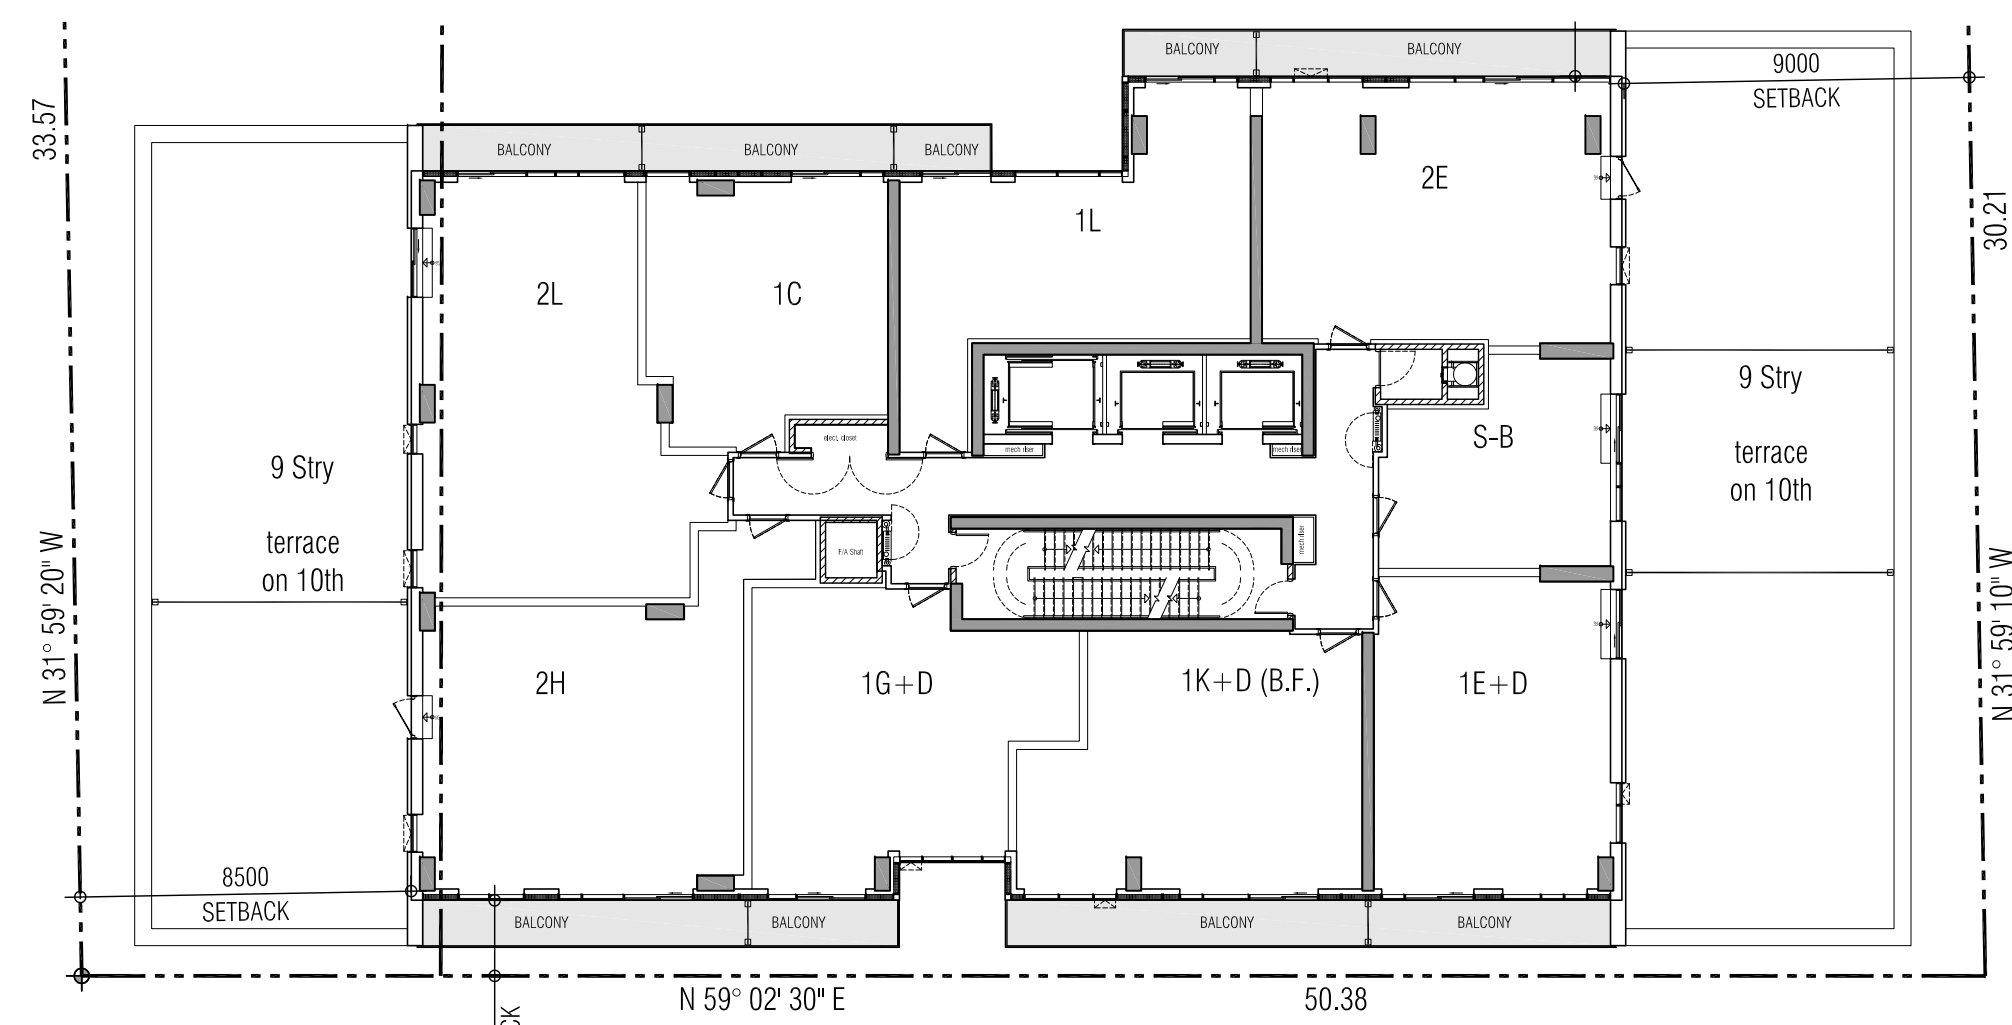 BALCONY
BALCONY
9000
SETBACK
33.57
BALCONY
BALCONY
BALCONY
2E
1L
30.21
2L
1C
9 Stry
terrace
on 10th
elect. closet
mech riser
mech riser
S-B
9 Stry
terrace
on 10th
F/A Shaft
mech riser
N 31° 59' 20" W
N 31° 59' 10" W
2H
1G+D
1K+D (B.F.)
1E+D
8500
SETBACK
BALCONY
BALCONY
BALCONY
BALCONY
N 59° 02' 30" E
50.38
CK